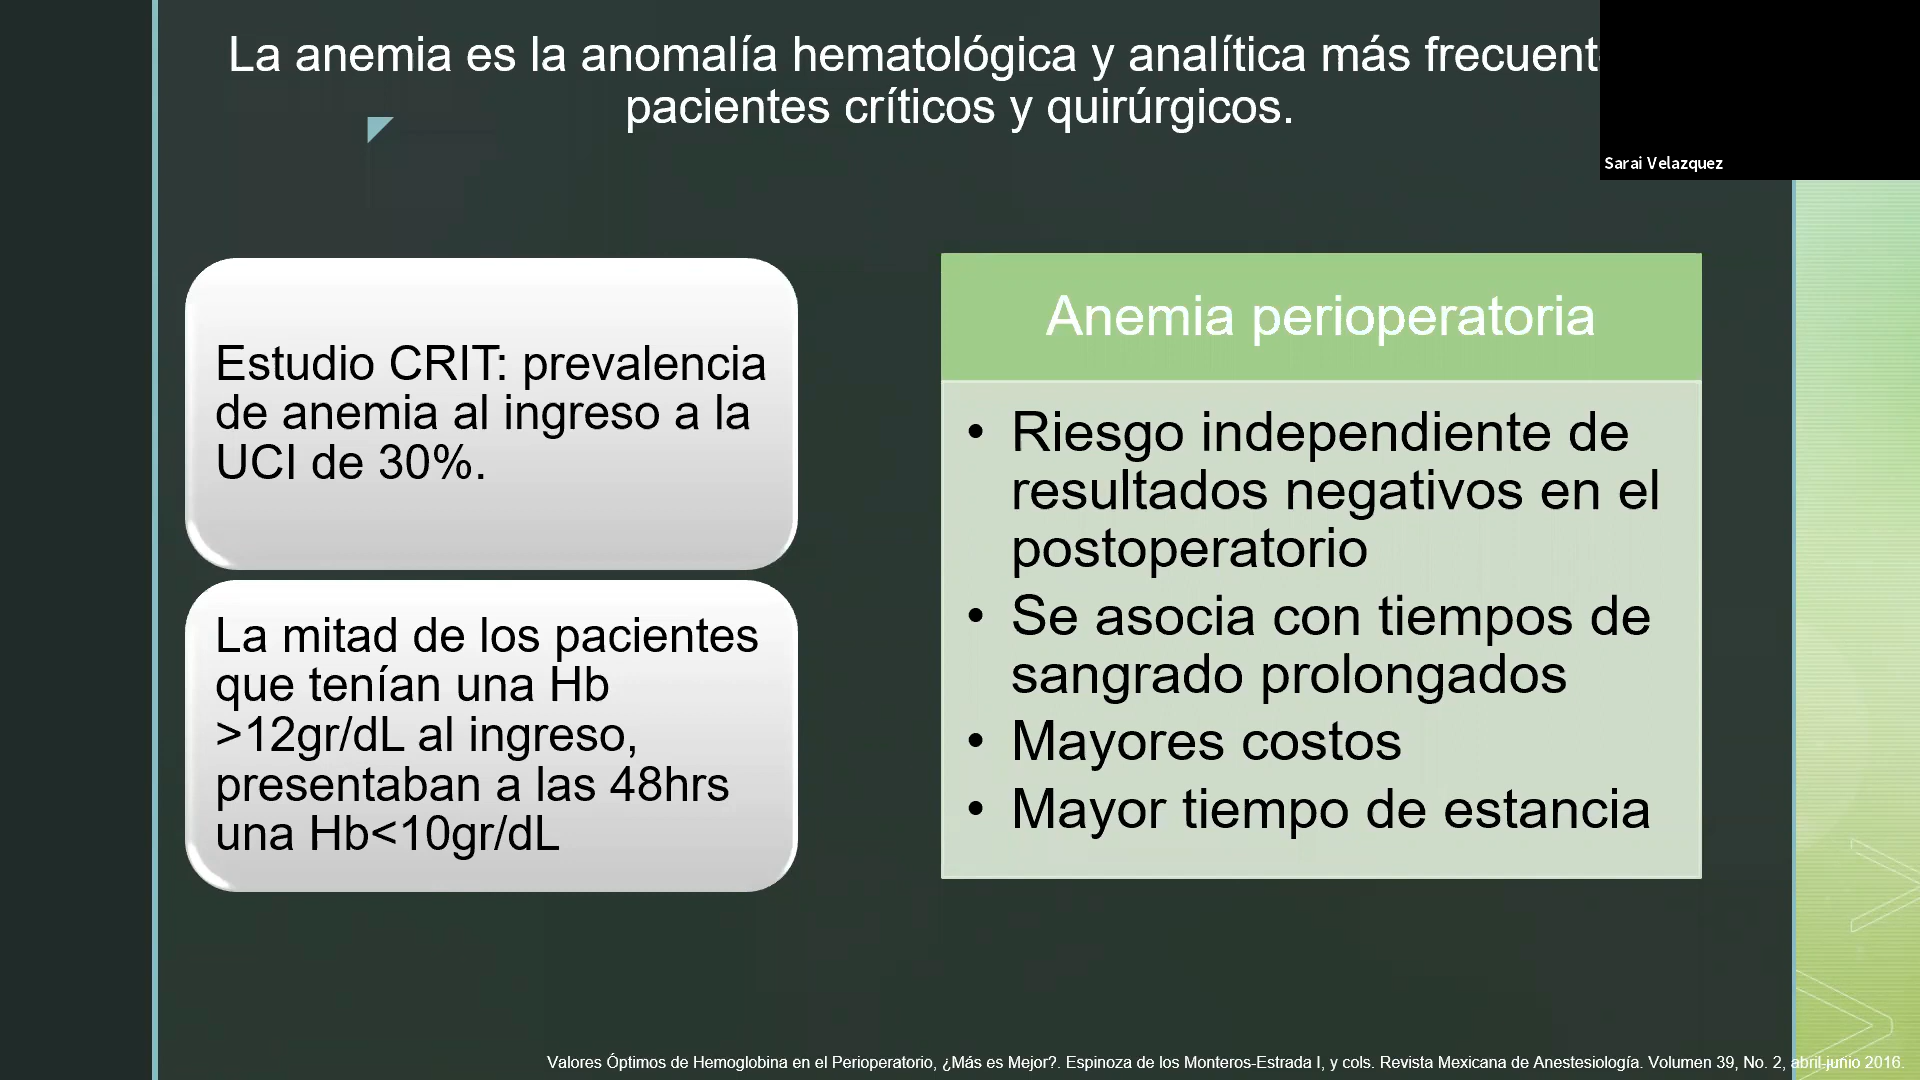 La anemia es la anomalía hematológica y analítica más frecuent
pacientes críticos y quirúrgicos.
Sarai Velazquez
Estudio CRIT: prevalencia
de anemia al ingreso a la
UCI de 30%.
La mitad de los pacientes
que tenían una Hb
>12gr/dL al ingreso,
presentaban a las 48hrs
una Hb<10gr/dL
Anemia perioperatoria
• Riesgo independiente de
resultados negativos en el
postoperatorio
• Se asocia con tiempos de
sangrado prolongados
• Mayores costos
• Mayor tiempo de estancia
Valores Óptimos de Hemoglobina en el Perioperatorio, ¿Más es Mejor?. Espinoza de los Monteros-Estrada I, y cols. Revista Mexicana de Anestesiología. Volumen 39, No. 2, abril-junio 2016.